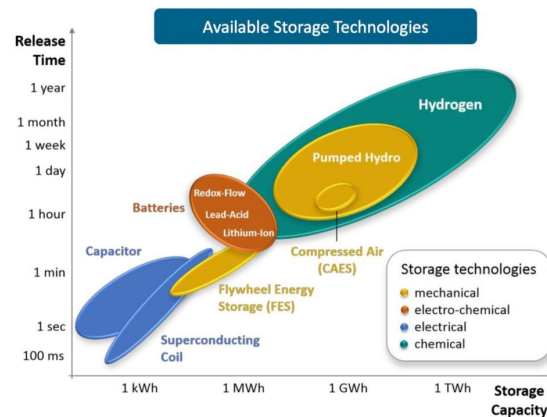 Available Storage Technologies
Release
Time
1 year
1 month
1 week
1 day
1 hour
1 min
1 sec
100 ms
Hydrogen
Pumped Hydro
Redox-Flow
Lead-Acid
Lithium-Ion
Batteries
Compressed Air
(CAES)
Capacitor
Flywheel Energy
Storage (FES)
Superconducting
Coil
Storage technologies
mechanical
electro-chemical
electrical
chemical
1 kWh
1 MWh
1 GWh
1 TWh
Storage
Capacity